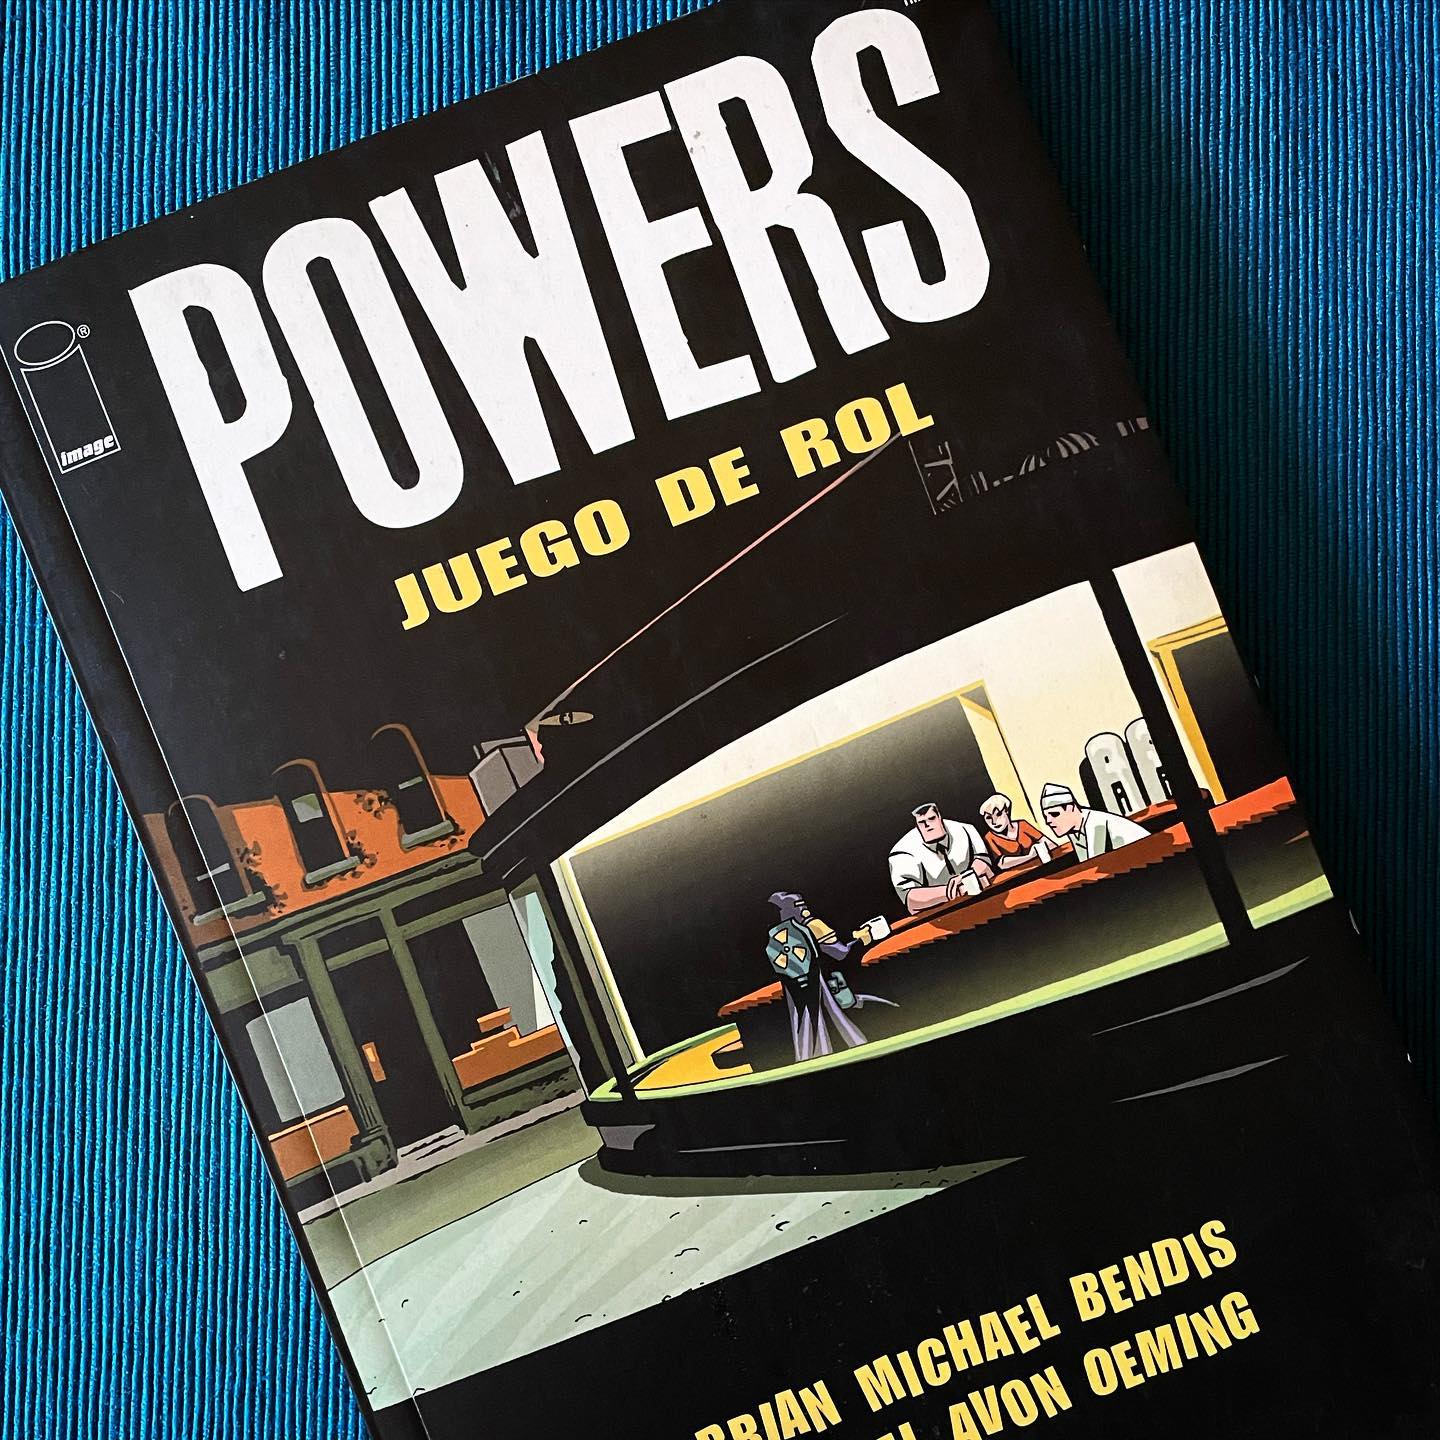 POWERS
image®
JUEGO DE ROL
BRIAN MICHAEL BENDIS
AVON OEMING